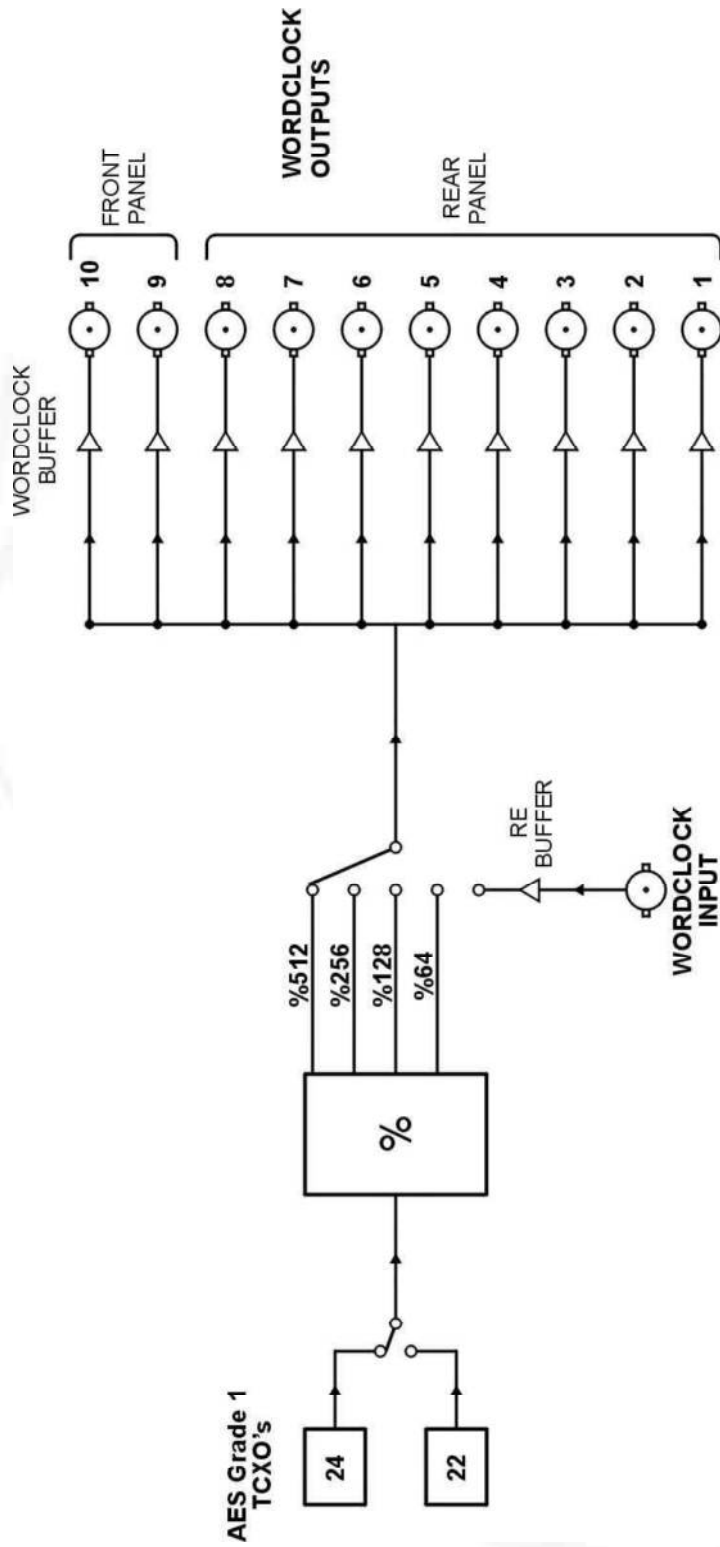 AES Grade 1
TCXO's
24
22
%
%512
%256
%128
%64
RE
BUFFER
WORDCLOCK
INPUT
WORDCLOCK
BUFFER
10
9
8
7
6
5
4
3
2
1
FRONT
PANEL
REAR
PANEL
WORDCLOCK
OUTPUTS